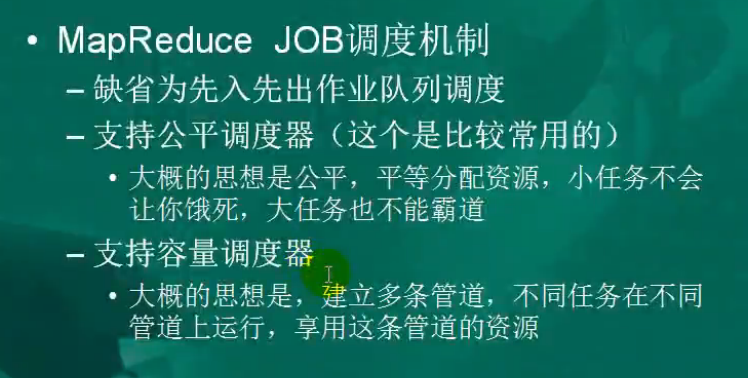 • MapReduce JOB调度机制
– 缺省为先入先出作业队列调度
– 支持公平调度器（这个是比较常用的）
• 大概的思想是公平，平等分配资源，小任务不会
让你饿死，大任务也不能霸道
– 支持容量调度器
• 大概的思想是，建立多条管道，不同任务在不同
管道上运行，享用这条管道的资源